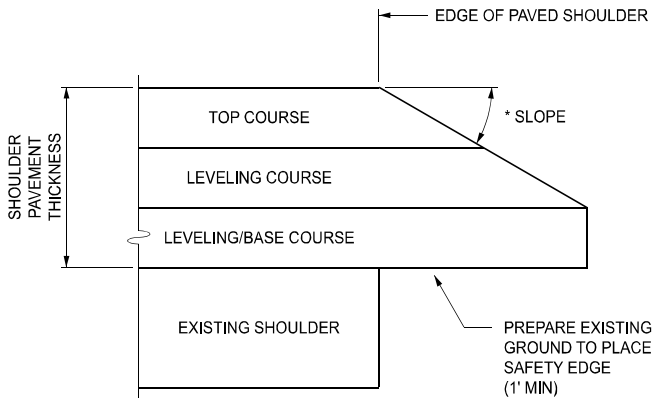 EDGE OF PAVED SHOULDER
TOP COURSE
* SLOPE
SHOULDER
PAVEMENT
THICKNESS
LEVELING COURSE
LEVELING/BASE COURSE
EXISTING SHOULDER
PREPARE EXISTING
GROUND TO PLACE
SAFETY EDGE
(1' MIN)